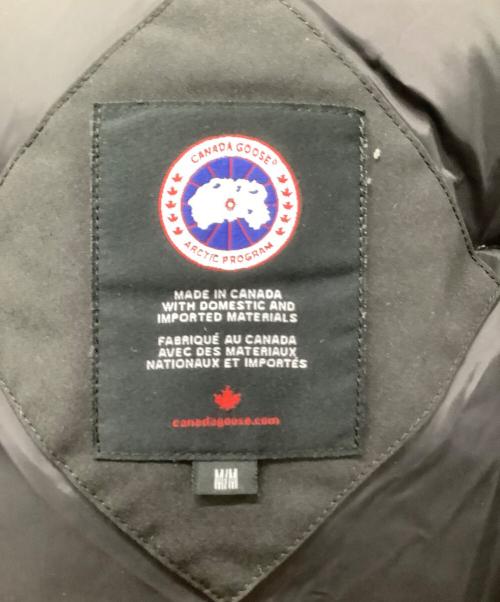 CANADA GOOSE®
ARCTIC PROGRAM
MADE IN CANADA
WITH DOMESTIC AND
IMPORTED MATERIALS
FABRIQUÉ AU CANADA
AVEC DES MATERIAUX
NATIONAUX ET IMPORTÉS
canadagoose.com
M/M